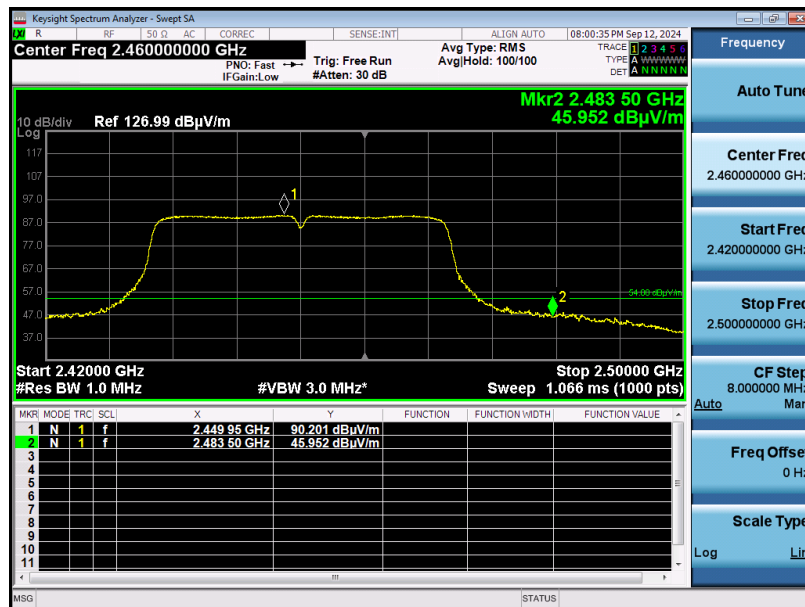 Keysight Spectrum Analyzer - Swept SA
LXI R RF 50 Ω AC CORREC SENSE:INT ALIGN AUTO 08:00:35 PM Sep 12, 2024
Center Freq 2.460000000 GHz
PNO: Fast
IFGain:Low
Trig: Free Run
#Atten: 30 dB
Avg Type: RMS
Avg|Hold: 100/100
TRACE 1 2 3 4 5 6
TYPE A WWWWW
DET A N N N N N
Mkr2 2.483 50 GHz
45.952 dBµV/m
10 dB/div Ref 126.99 dBµV/m
Log
117
107
97.0
87.0
77.0
67.0
57.0
47.0
37.0
1
2
54.00 dBµV/m
Start 2.42000 GHz Stop 2.50000 GHz
#Res BW 1.0 MHz #VBW 3.0 MHz* Sweep 1.066 ms (1000 pts)
MKR MODE TRC SCL X Y FUNCTION FUNCTION WIDTH FUNCTION VALUE
1 N 1 f 2.449 95 GHz 90.201 dBµV/m
2 N 1 f 2.483 50 GHz 45.952 dBµV/m
3
4
5
6
7
8
9
10
11
MSG STATUS
Frequency
Auto Tune
Center Freq
2.460000000 GHz
Start Freq
2.420000000 GHz
Stop Freq
2.500000000 GHz
CF Step
8.000000 MHz
Auto Man
Freq Offset
0 Hz
Scale Type
Log Lin